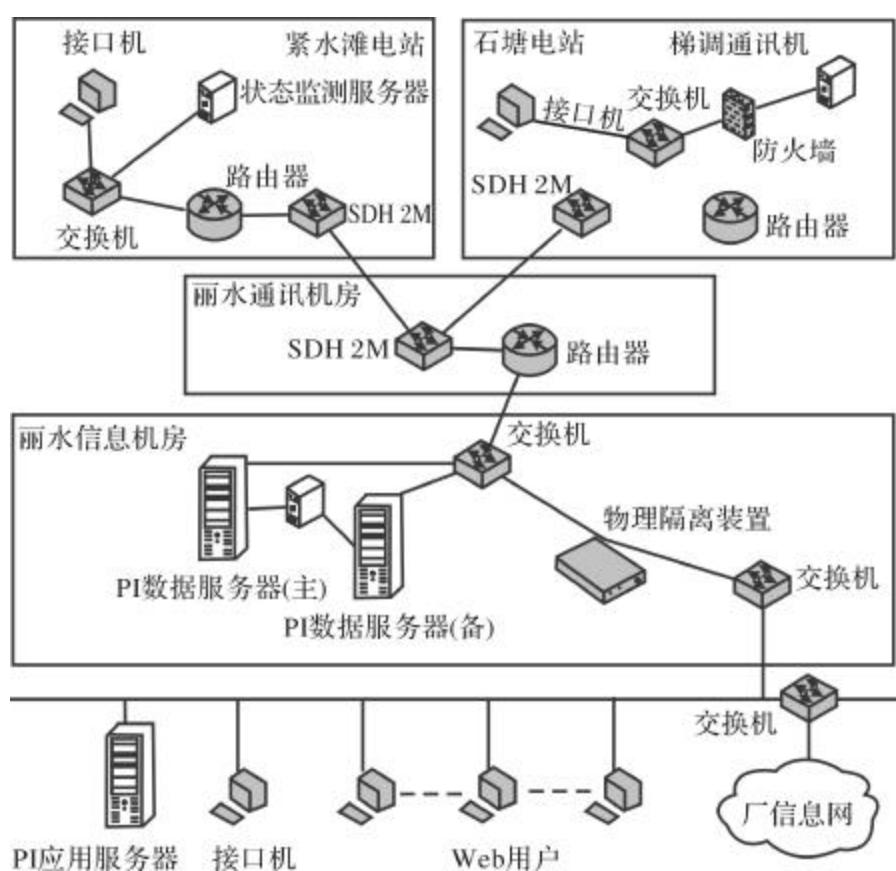 接口机
紧水滩电站
状态监测服务器
路由器
SDH 2M
交换机
石塘电站
梯调通讯机
接口机
交换机
防火墙
SDH 2M
路由器
丽水通讯机房
SDH 2M
路由器
丽水信息机房
交换机
物理隔离装置
PI数据服务器(主)
PI数据服务器(备)
交换机
交换机
厂信息网
PI应用服务器
接口机
Web用户